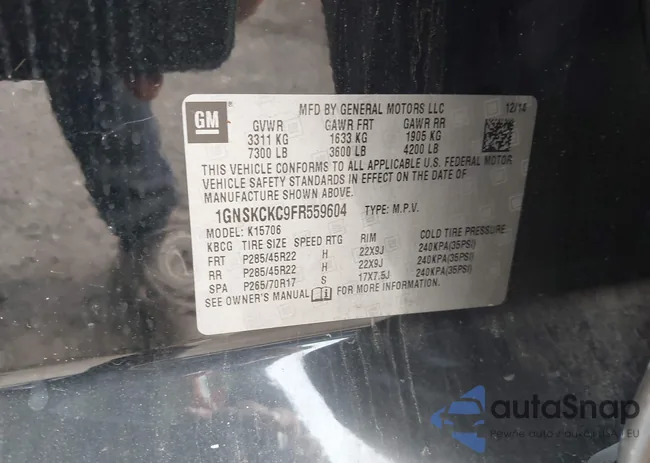 GM
MFD BY GENERAL MOTORS LLC 12/14
GVWR GAWR FRT GAWR RR
3311 KG 1633 KG 1905 KG
7300 LB 3600 LB 4200 LB
THIS VEHICLE CONFORMS TO ALL APPLICABLE U.S. FEDERAL MOTOR
VEHICLE SAFETY STANDARDS IN EFFECT ON THE DATE OF
MANUFACTURE SHOWN ABOVE.
1GNSKCKC9FR559604 TYPE: M.P.V.
MODEL: K15706
KBCG TIRE SIZE SPEED RTG RIM COLD TIRE PRESSURE
FRT P285/45R22 H 22X9J 240KPA(35PSI)
RR P285/45R22 H 22X9J 240KPA(35PSI)
SPA P265/70R17 S 17X7.5J 240KPA(35PSI)
SEE OWNER'S MANUAL FOR MORE INFORMATION.
autaSnap
Pewne auta z aukcji